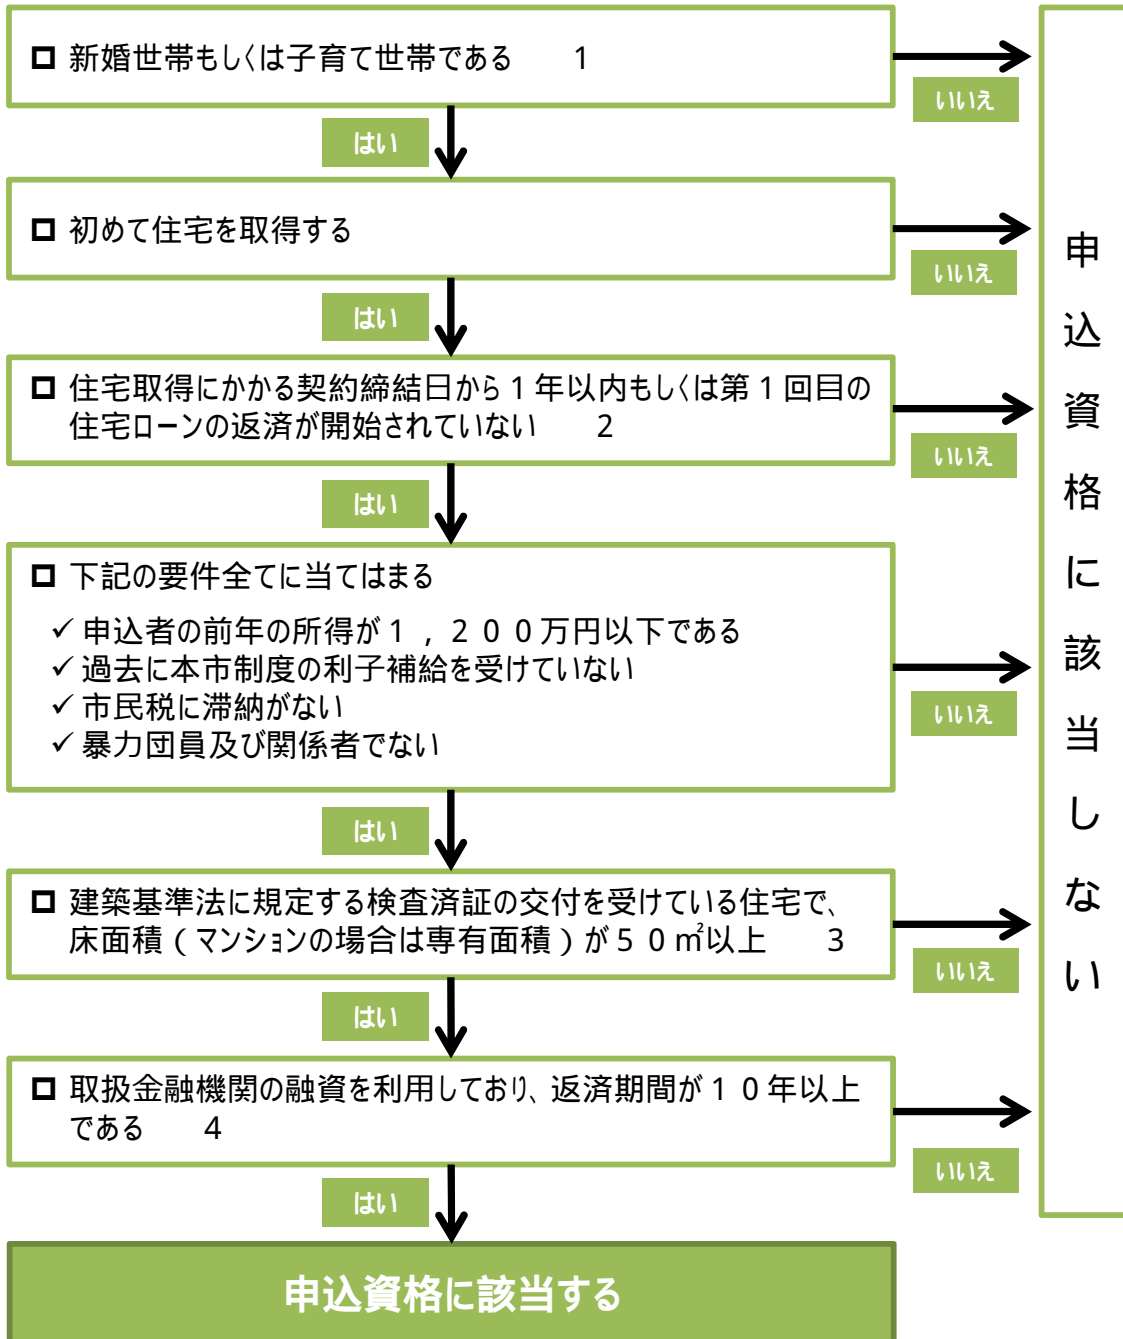 新婚世帯もしくは子育て世帯である 1
いいえ
はい
初めて住宅を取得する
いいえ
はい
住宅取得にかかる契約締結日から1年以内もしくは第1回目の
住宅ローンの返済が開始されていない 2
いいえ
はい
下記の要件全てに当てはまる
✓ 申込者の前年の所得が1,200万円以下である
✓ 過去に本市制度の利子補給を受けていない
✓ 市民税に滞納がない
✓ 暴力団員及び関係者でない
いいえ
はい
建築基準法に規定する検査済証の交付を受けている住宅で、
床面積(マンションの場合は専有面積)が50㎡以上 3
いいえ
はい
取扱金融機関の融資を利用しており、返済期間が10年以上
である 4
いいえ
はい
申込資格に該当する
申込資格に該当しない